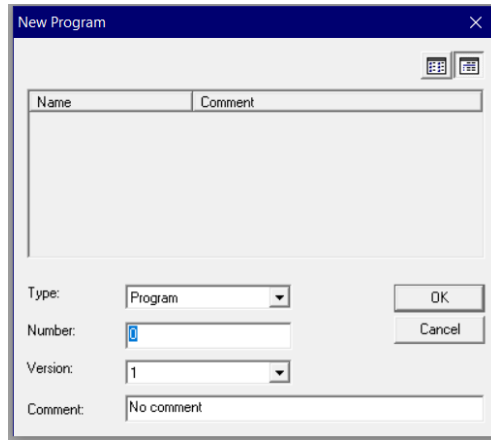 New Program
Name Comment
Type: Program OK
Number: 0 Cancel
Version: 1
Comment: No comment